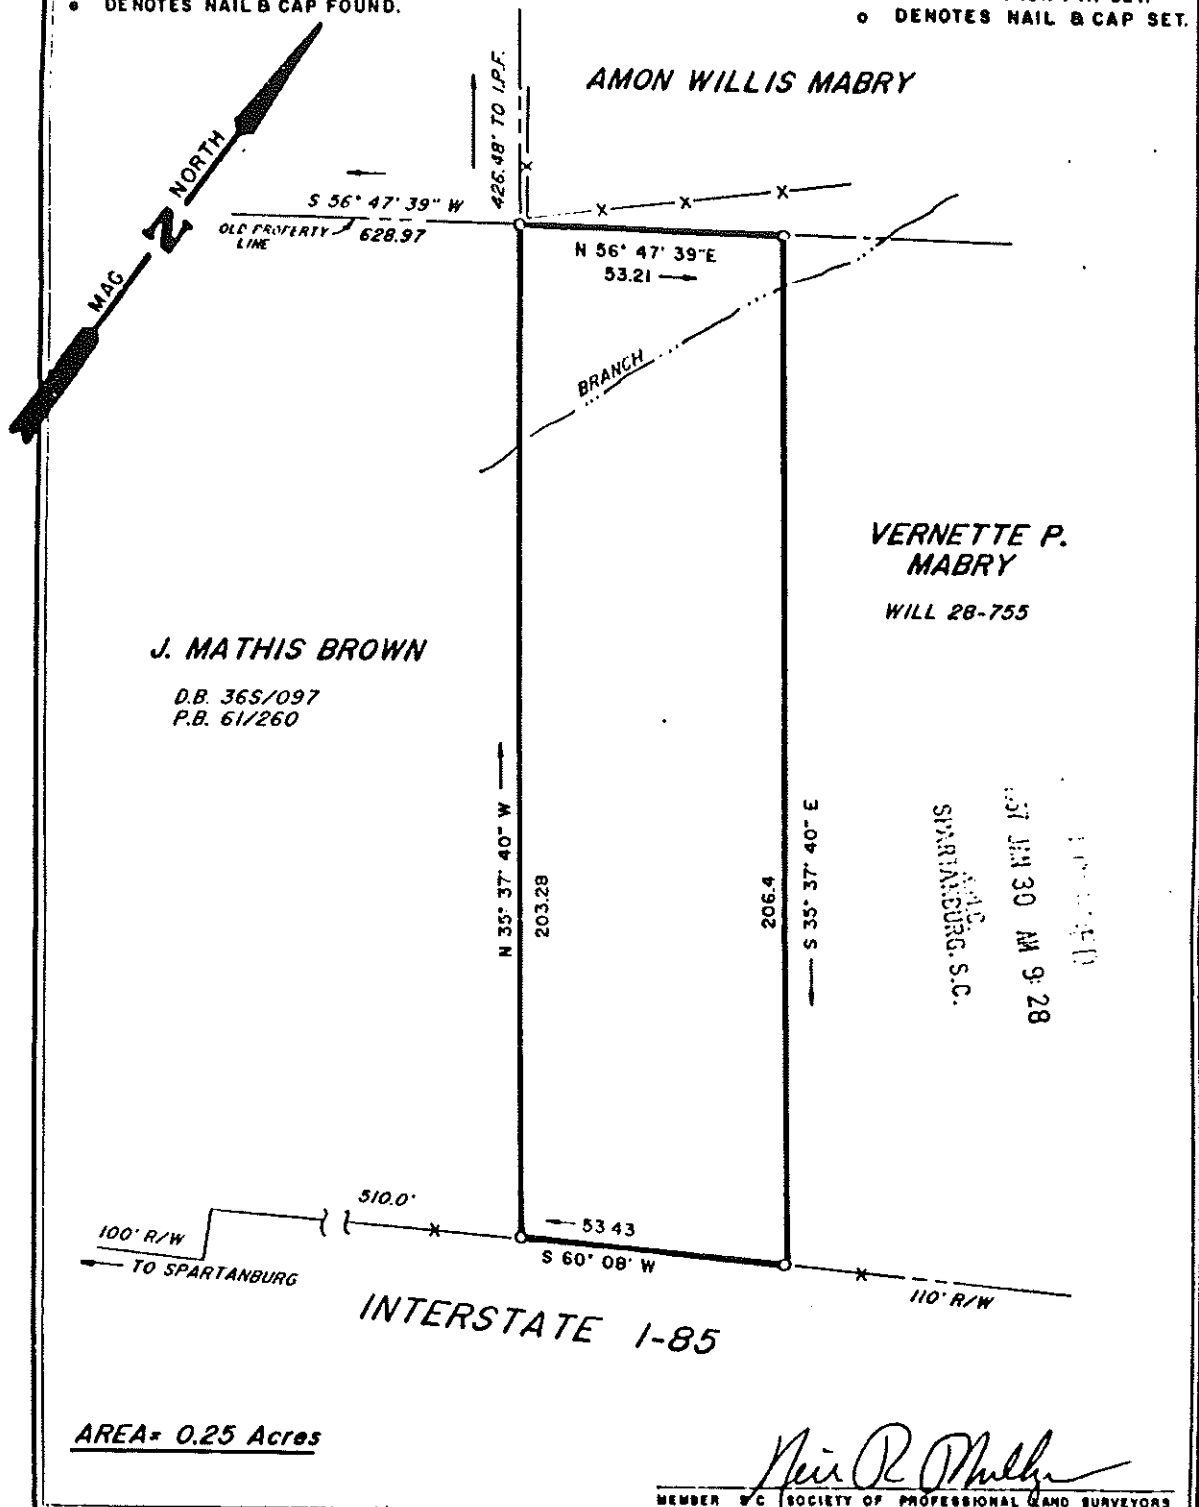 DENOTES NAIL & CAP FOUND.
DENOTES NAIL & CAP SET.
AMON WILLIS MABRY
426.48' TO I.P.F.
MAG N NORTH
S 56° 47' 39" W
OLD PROPERTY
LINE
628.97
N 56° 47' 39" E
53.21
BRANCH
VERNETTE P.
MABRY
WILL 28-755
J. MATHIS BROWN
D.B. 36S/097
P.B. 61/260
N 35° 37' 40" W
203.28
206.4
S 35° 37' 40" E
30 AM 9:28
R.M.C.
SPARTANBURG, S.C.
510.0'
100' R/W
TO SPARTANBURG
53.43
S 60° 08' W
110' R/W
INTERSTATE I-85
AREA= 0.25 Acres
MEMBER S C SOCIETY OF PROFESSIONAL LAND SURVEYORS